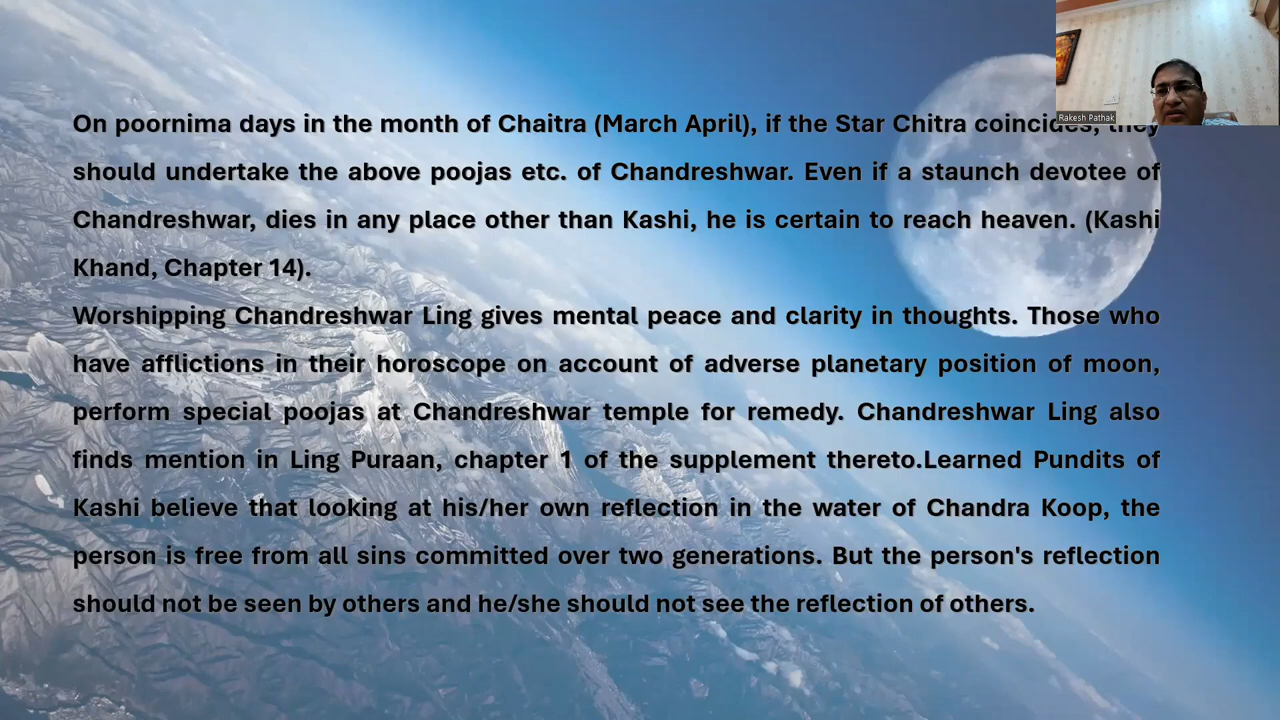 On poornima days in the month of Chaitra (March April), if the Star Chitra coincides, they
should undertake the above poojas etc. of Chandreshwar. Even if a staunch devotee of
Chandreshwar, dies in any place other than Kashi, he is certain to reach heaven. (Kashi
Khand, Chapter 14).
Worshipping Chandreshwar Ling gives mental peace and clarity in thoughts. Those who
have afflictions in their horoscope on account of adverse planetary position of moon,
perform special poojas at Chandreshwar temple for remedy. Chandreshwar Ling also
finds mention in Ling Puraan, chapter 1 of the supplement thereto.Learned Pundits of
Kashi believe that looking at his/her own reflection in the water of Chandra Koop, the
person is free from all sins committed over two generations. But the person's reflection
should not be seen by others and he/she should not see the reflection of others.
Rakesh Pathak